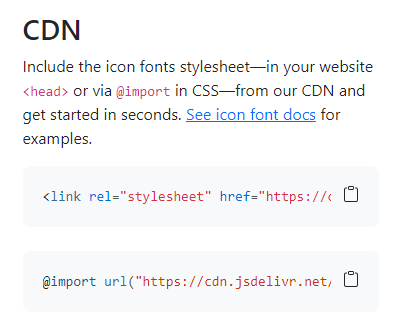 CDN
Include the icon fonts stylesheet—in your website
<head> or via @import in CSS—from our CDN and
get started in seconds. See icon font docs for
examples.
<link rel="stylesheet" href="https://c
@import url("https://cdn.jsdelivr.net/